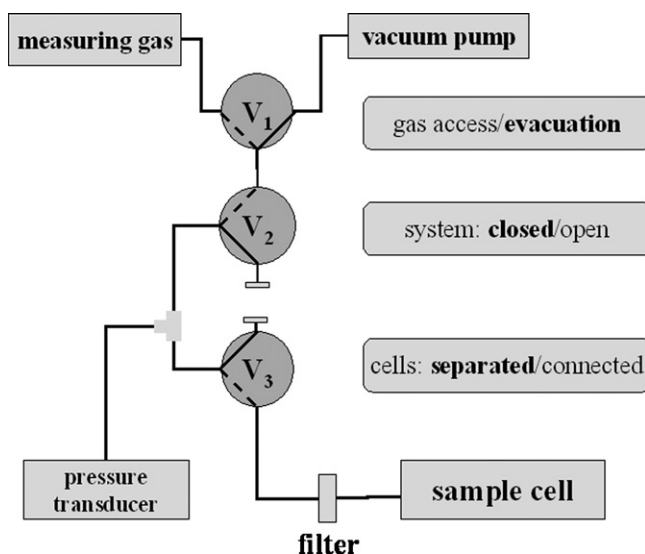 measuring gas
vacuum pump
V1
gas access/evacuation
V2
system: closed/open
V3
cells: separated/connected
pressure
transducer
sample cell
filter